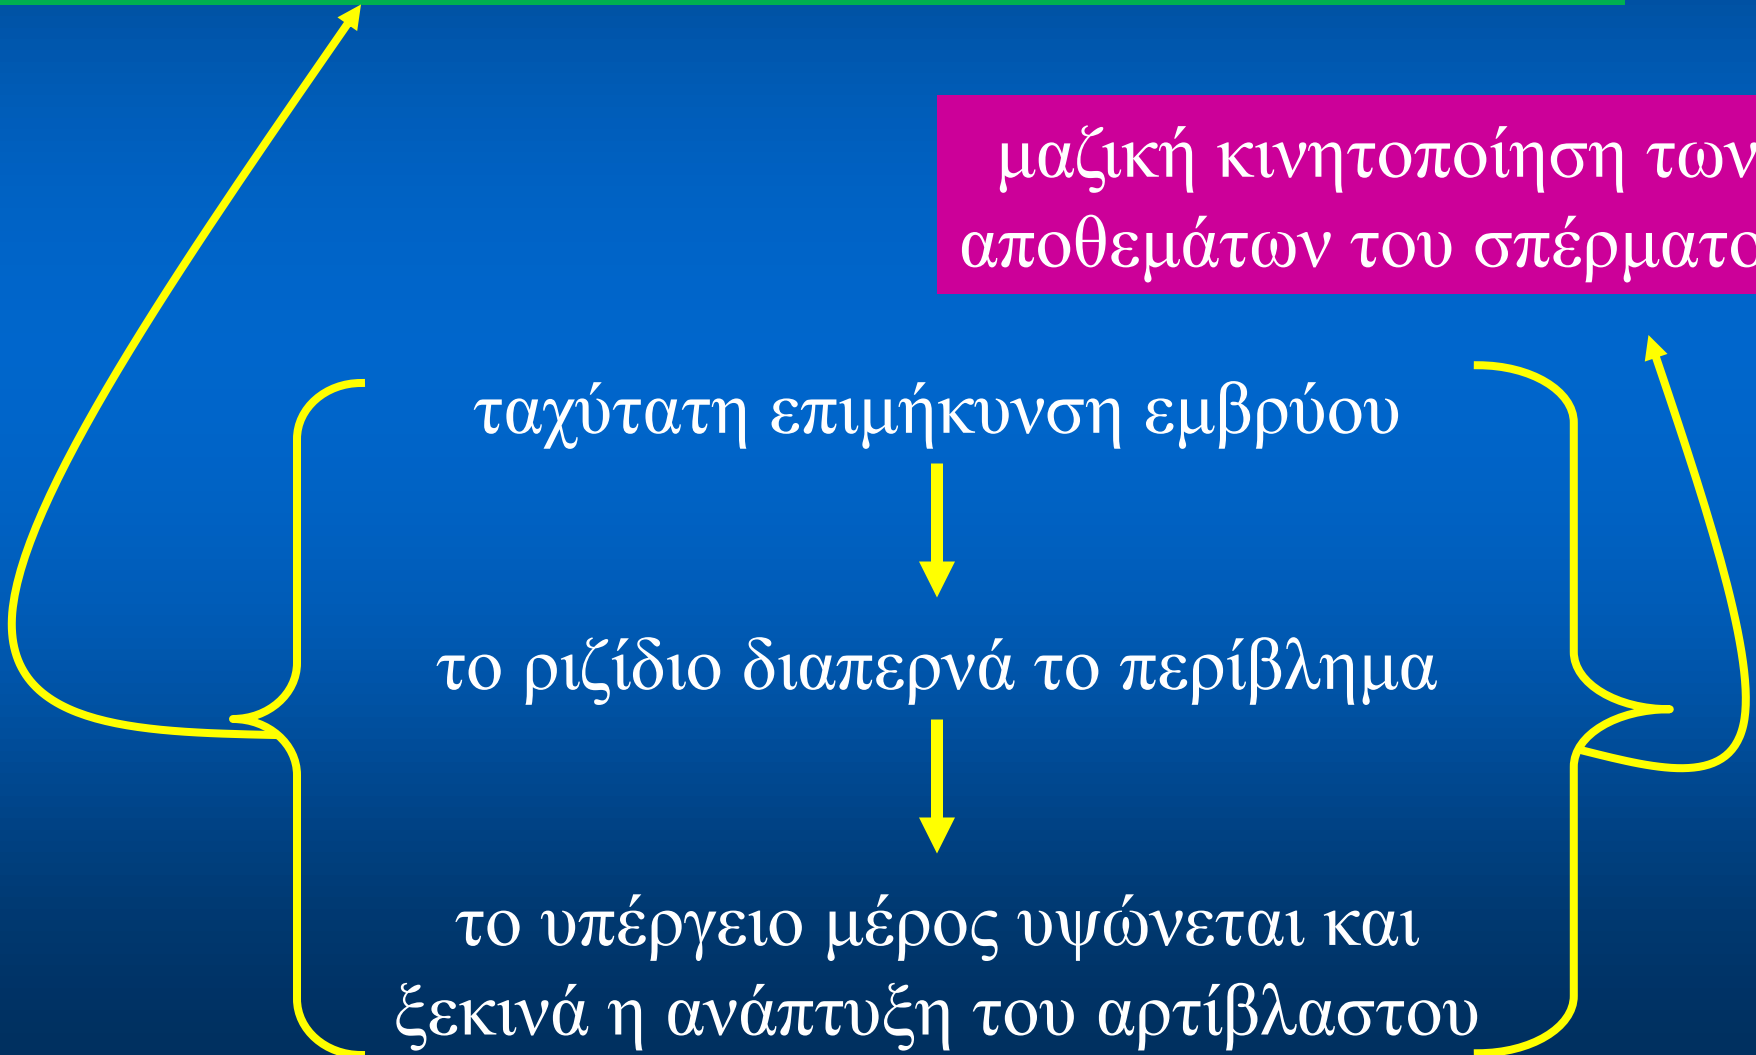 μαζική κινητοποίηση των
αποθεμάτων του
ταχύτατη επιμήκυνση εμβρύου
το ριζίδιο διαπερνά το περίβλημα
το υπέργειο μέρος υψώνεται και
ξεκινά η ανάπτυξη του αρτίβλαστου